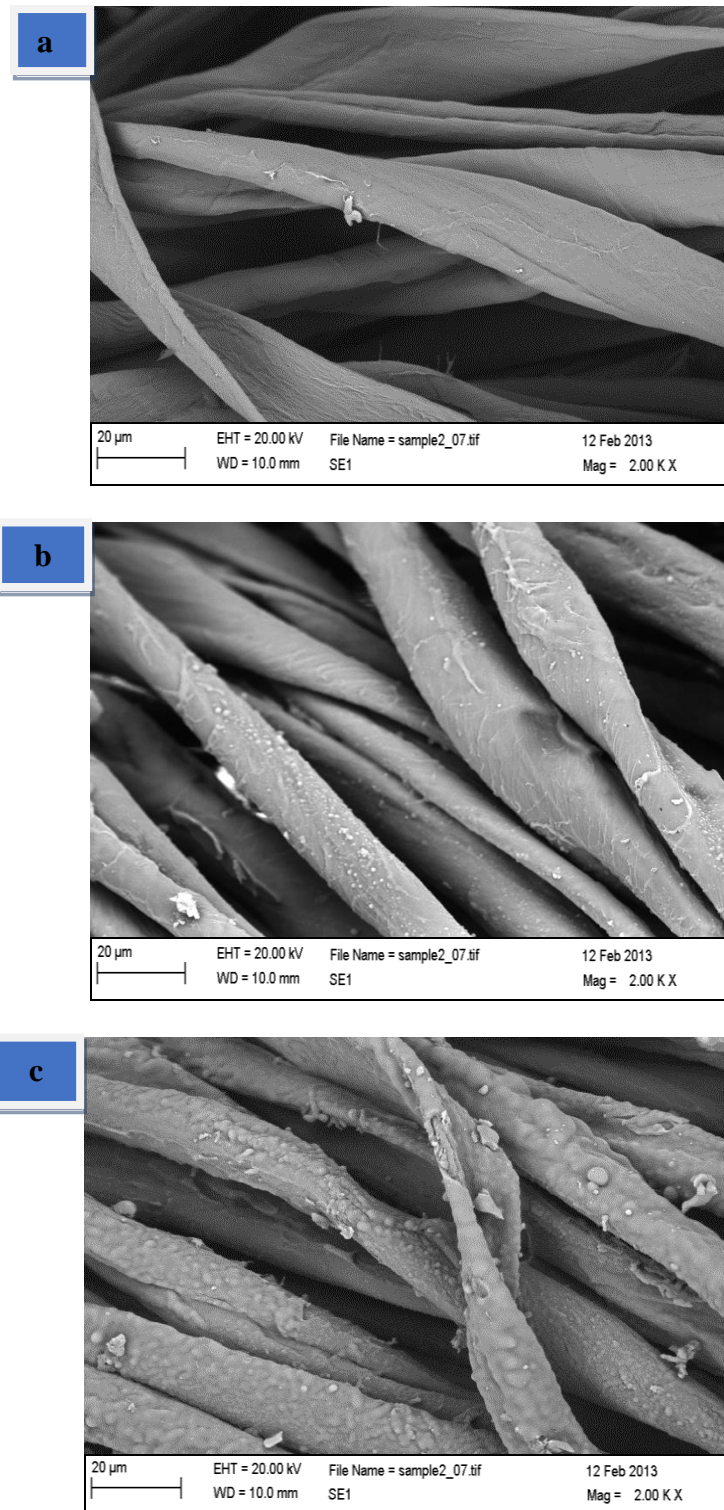 a
20 µm EHT = 20.00 kV File Name = sample2_07.tif 12 Feb 2013
WD = 10.0 mm SE1 Mag = 2.00 K X
b
20 µm EHT = 20.00 kV File Name = sample2_07.tif 12 Feb 2013
WD = 10.0 mm SE1 Mag = 2.00 K X
c
20 µm EHT = 20.00 kV File Name = sample2_07.tif 12 Feb 2013
WD = 10.0 mm SE1 Mag = 2.00 K X